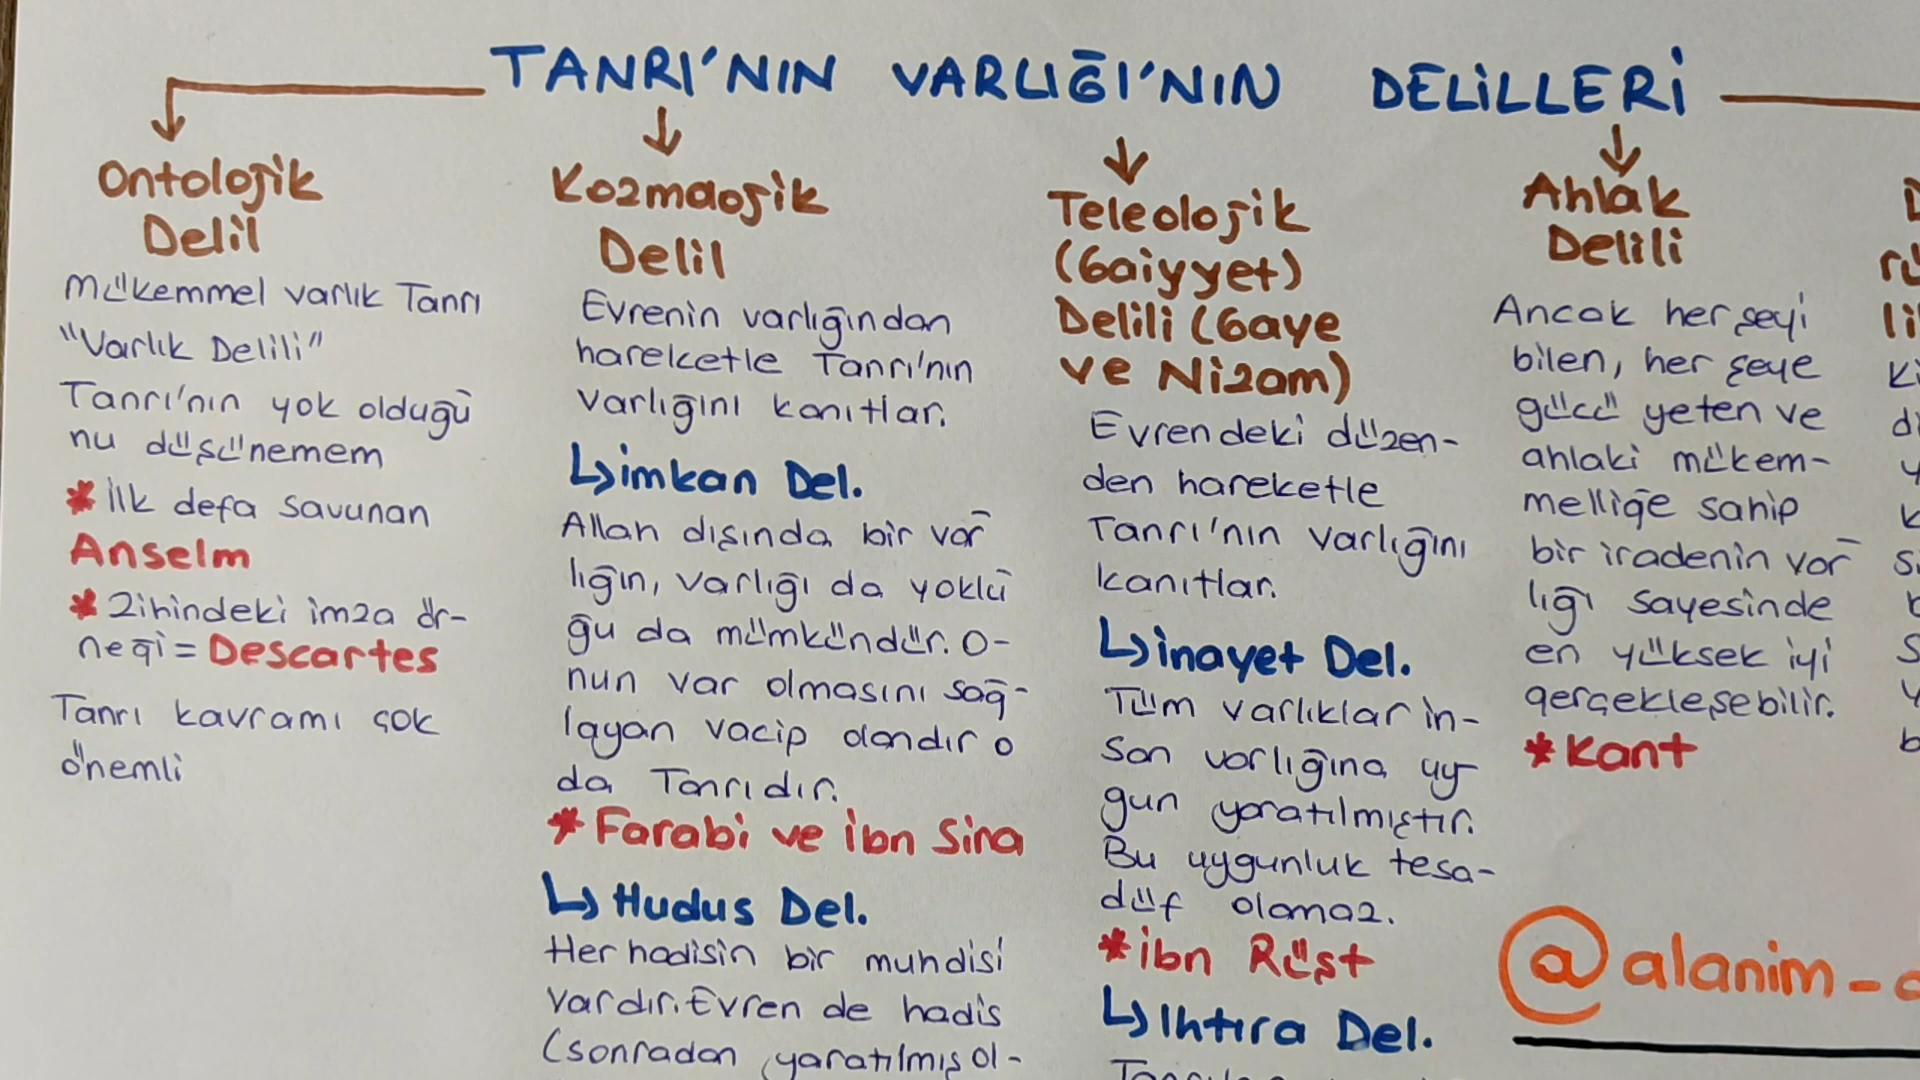 TANRI'NIN VARLIĞI'NIN DELİLLERİ
Ontolojik
Delil
Mükemmel varlık Tanrı
"Varlık Delili"
Tanrı'nın yok olduğu
nu düşünemem
* İlk defa savunan
Anselm
* Zihindeki imza ör-
neği = Descartes
Tanrı kavramı çok
önemli
Kozmaojik
Delil
Evrenin varlığından
hareketle Tanrı'nın
varlığını kanıtlar.
↳ imkan Del.
Allah dışında bir var
lığın, varlığı da yoklu
ğu da mümkündür. O-
nun var olmasını sağ-
layan vacip olandır o
da Tanrıdır.
* Farabi ve İbn Sina
↳ Hudus Del.
Her hadisin bir muhdisi
vardır. Evren de hadis
(sonradan yaratılmış ol-
Teleolojik
(Gaiyyet)
Delili (Gaye
ve Nizam)
Evrendeki düzen-
den hareketle
Tanrı'nın varlığını
kanıtlar.
↳ inayet Del.
Tüm varlıklar in-
san varlığına uy
gun yaratılmıştır.
Bu uygunluk tesa-
düf olamaz.
* ibn Rüşt
↳ Ihtıra Del.
Ahlak
Delili
Ancak her şeyi
bilen, her şeye
gücü yeten ve
ahlaki mükem-
melliğe sahip
bir iradenin var
lığı sayesinde
en yüksek iyi
gerçekleşebilir.
* Kant
@alanim-